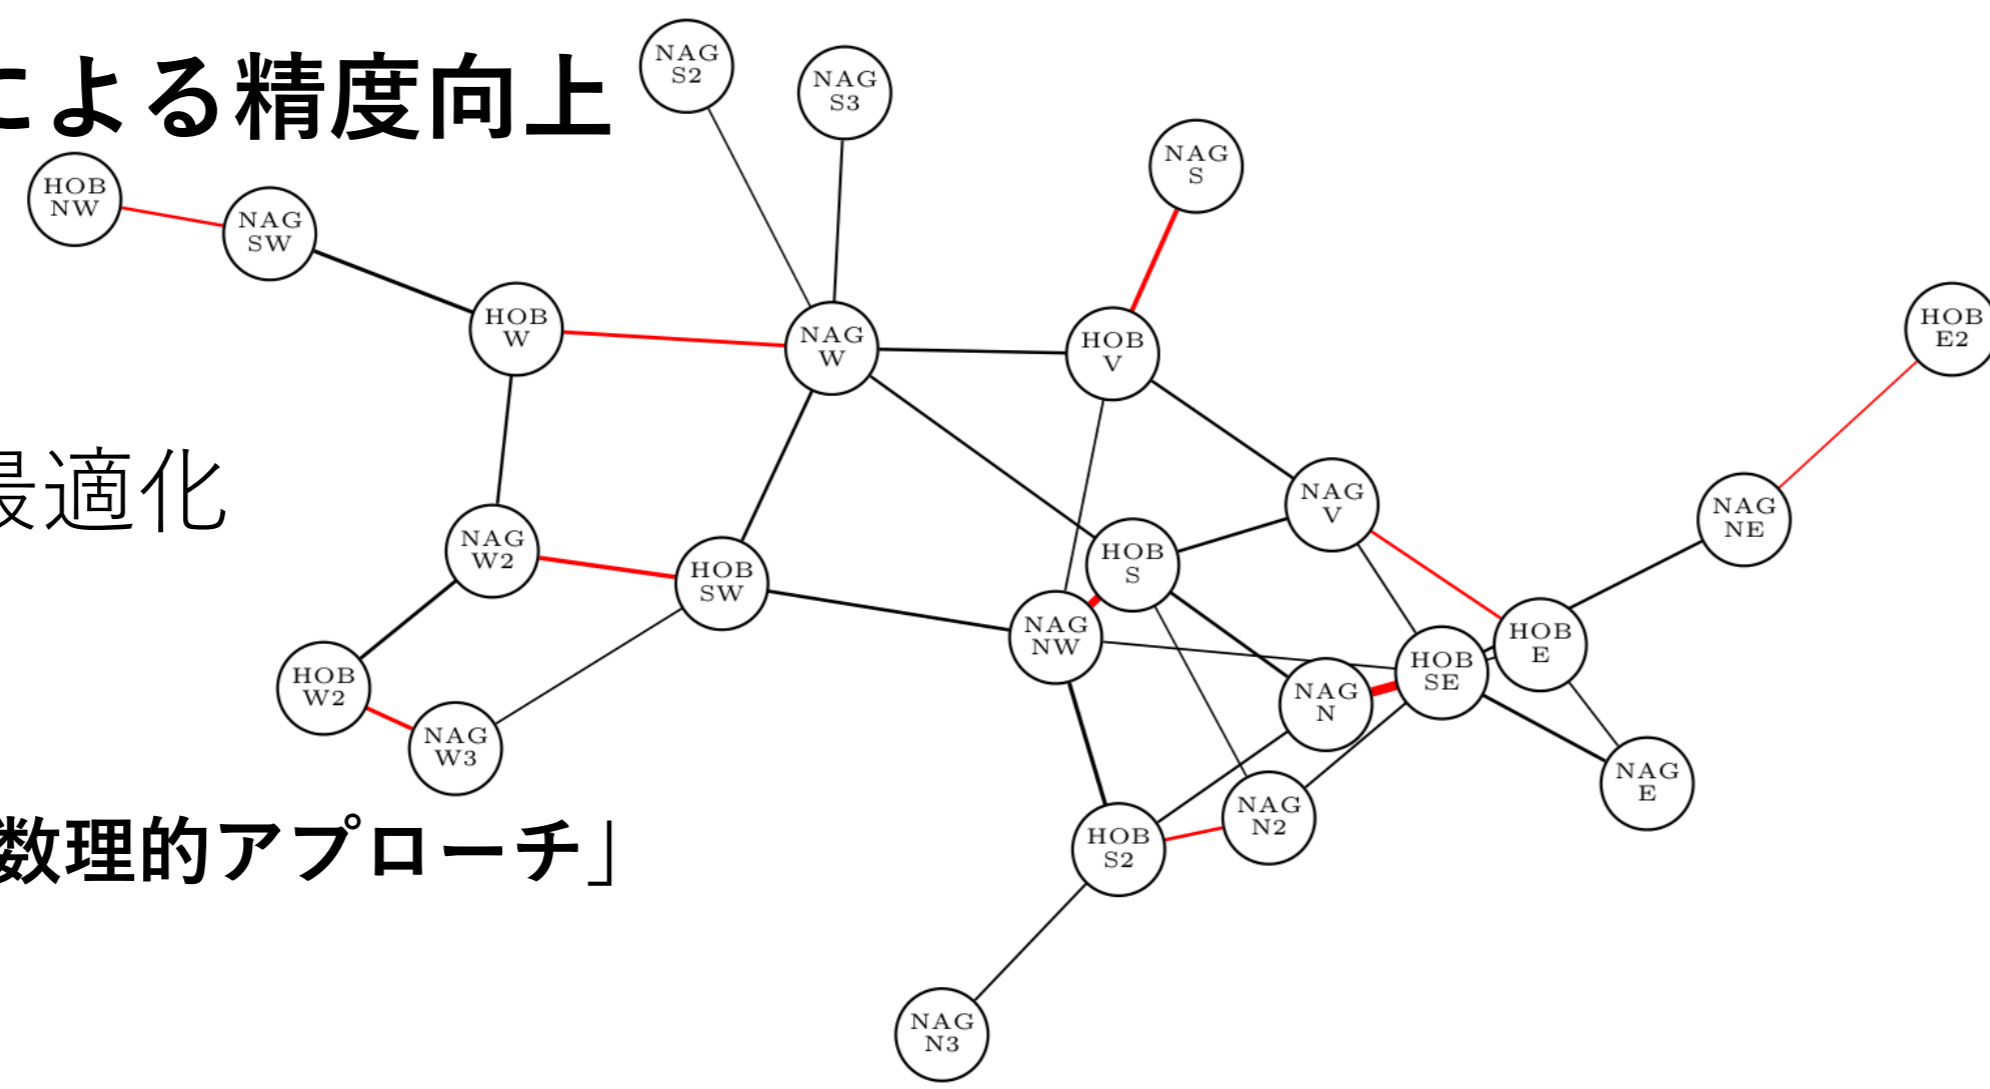 による精度向上
最適化
数理的アプローチ」
NAG
S2
NAG
S3
NAG
S
HOB
NW
NAG
SW
HOB
W
NAG
W
HOB
V
HOB
E2
NAG
V
NAG
NE
NAG
W2
HOB
SW
HOB
S
NAG
NW
HOB
E
HOB
SE
NAG
N
HOB
W2
NAG
W3
NAG
E
NAG
N2
HOB
S2
NAG
N3